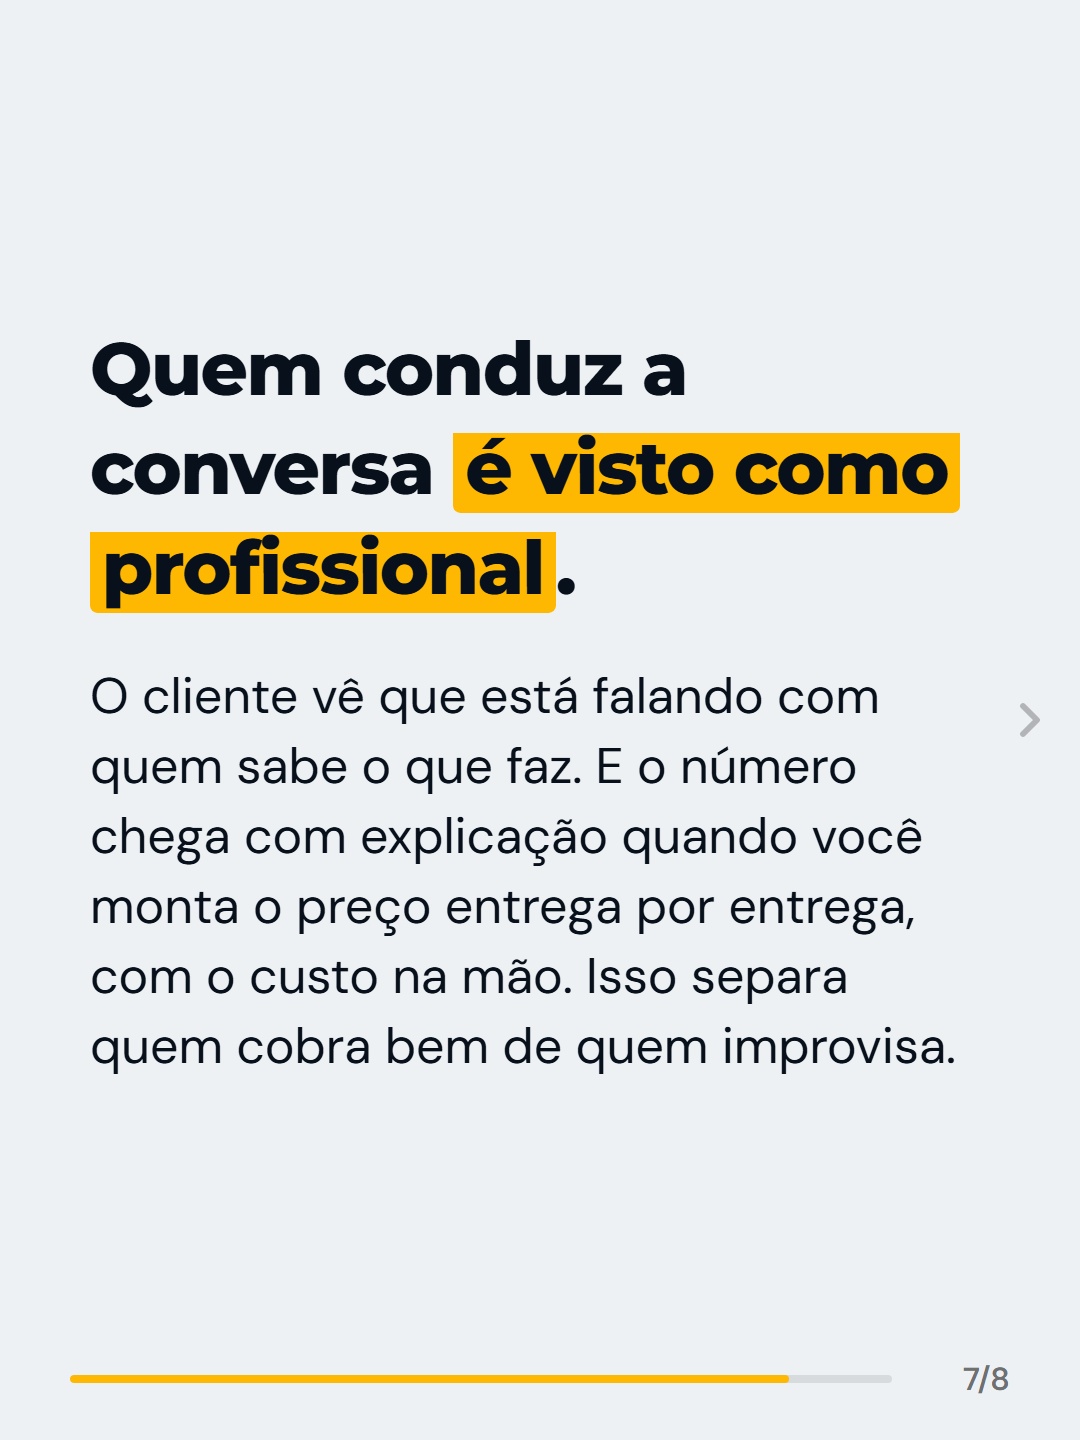 Quem conduz a
conversa é visto como
profissional.
O cliente vê que está falando com
quem sabe o que faz. E o número
chega com explicação quando você
monta o preço entrega por entrega,
com o custo na mão. Isso separa
quem cobra bem de quem improvisa.
7/8